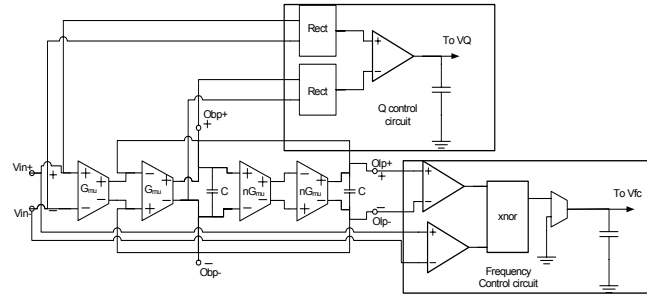 Rect
To VQ
+
−
Rect
Q control
circuit
Obp+
+
Vin+
+
−
Vin-
+
−
Gmu
+
−
+
−
Gmu
+
−
C
+
−
nGmu
+
−
+
−
nGmu
+
−
C
Olp+
+
−
Olp-
−
Obp-
+
−
+
−
xnor
To Vfc
Frequency
Control circuit